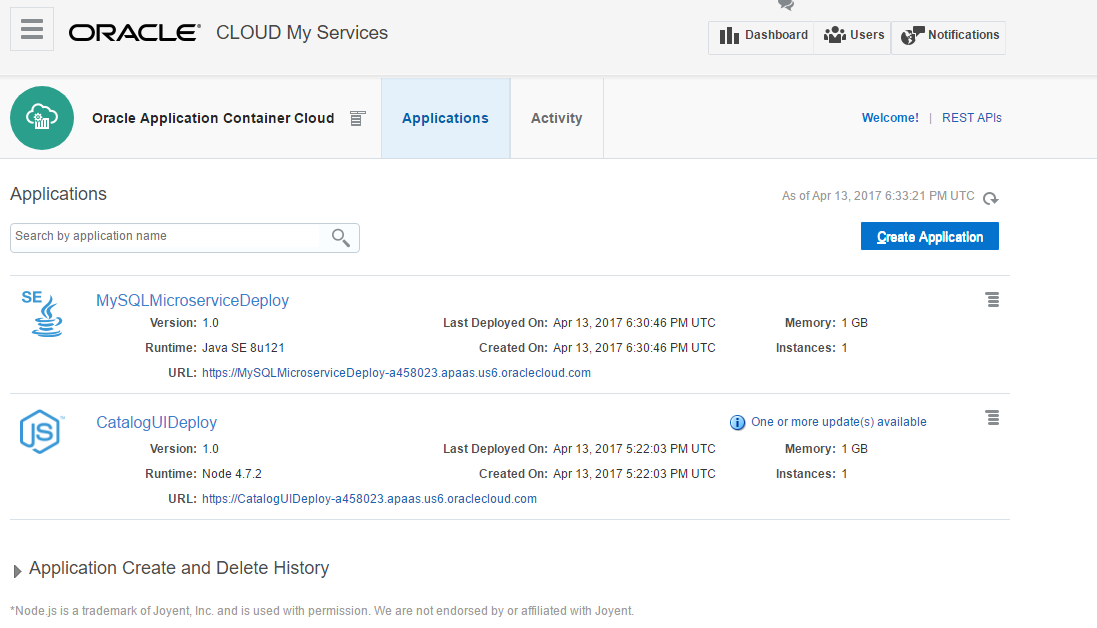 ORACLE® CLOUD My Services
Dashboard Users Notifications
Oracle Application Container Cloud Applications Activity Welcome! | REST APIs
Applications
As of Apr 13, 2017 6:33:21 PM UTC
Search by application name
Create Application
SE MySQLMicroserviceDeploy
Version: 1.0 Last Deployed On: Apr 13, 2017 6:30:46 PM UTC Memory: 1 GB
Runtime: Java SE 8u121 Created On: Apr 13, 2017 6:30:46 PM UTC Instances: 1
URL: https://MySQLMicroserviceDeploy-a458023.apaas.us6.oraclecloud.com
JS™ CatalogUIDeploy i One or more update(s) available
Version: 1.0 Last Deployed On: Apr 13, 2017 5:22:03 PM UTC Memory: 1 GB
Runtime: Node 4.7.2 Created On: Apr 13, 2017 5:22:03 PM UTC Instances: 1
URL: https://CatalogUIDeploy-a458023.apaas.us6.oraclecloud.com
Application Create and Delete History
*Node.js is a trademark of Joyent, Inc. and is used with permission. We are not endorsed by or affiliated with Joyent.